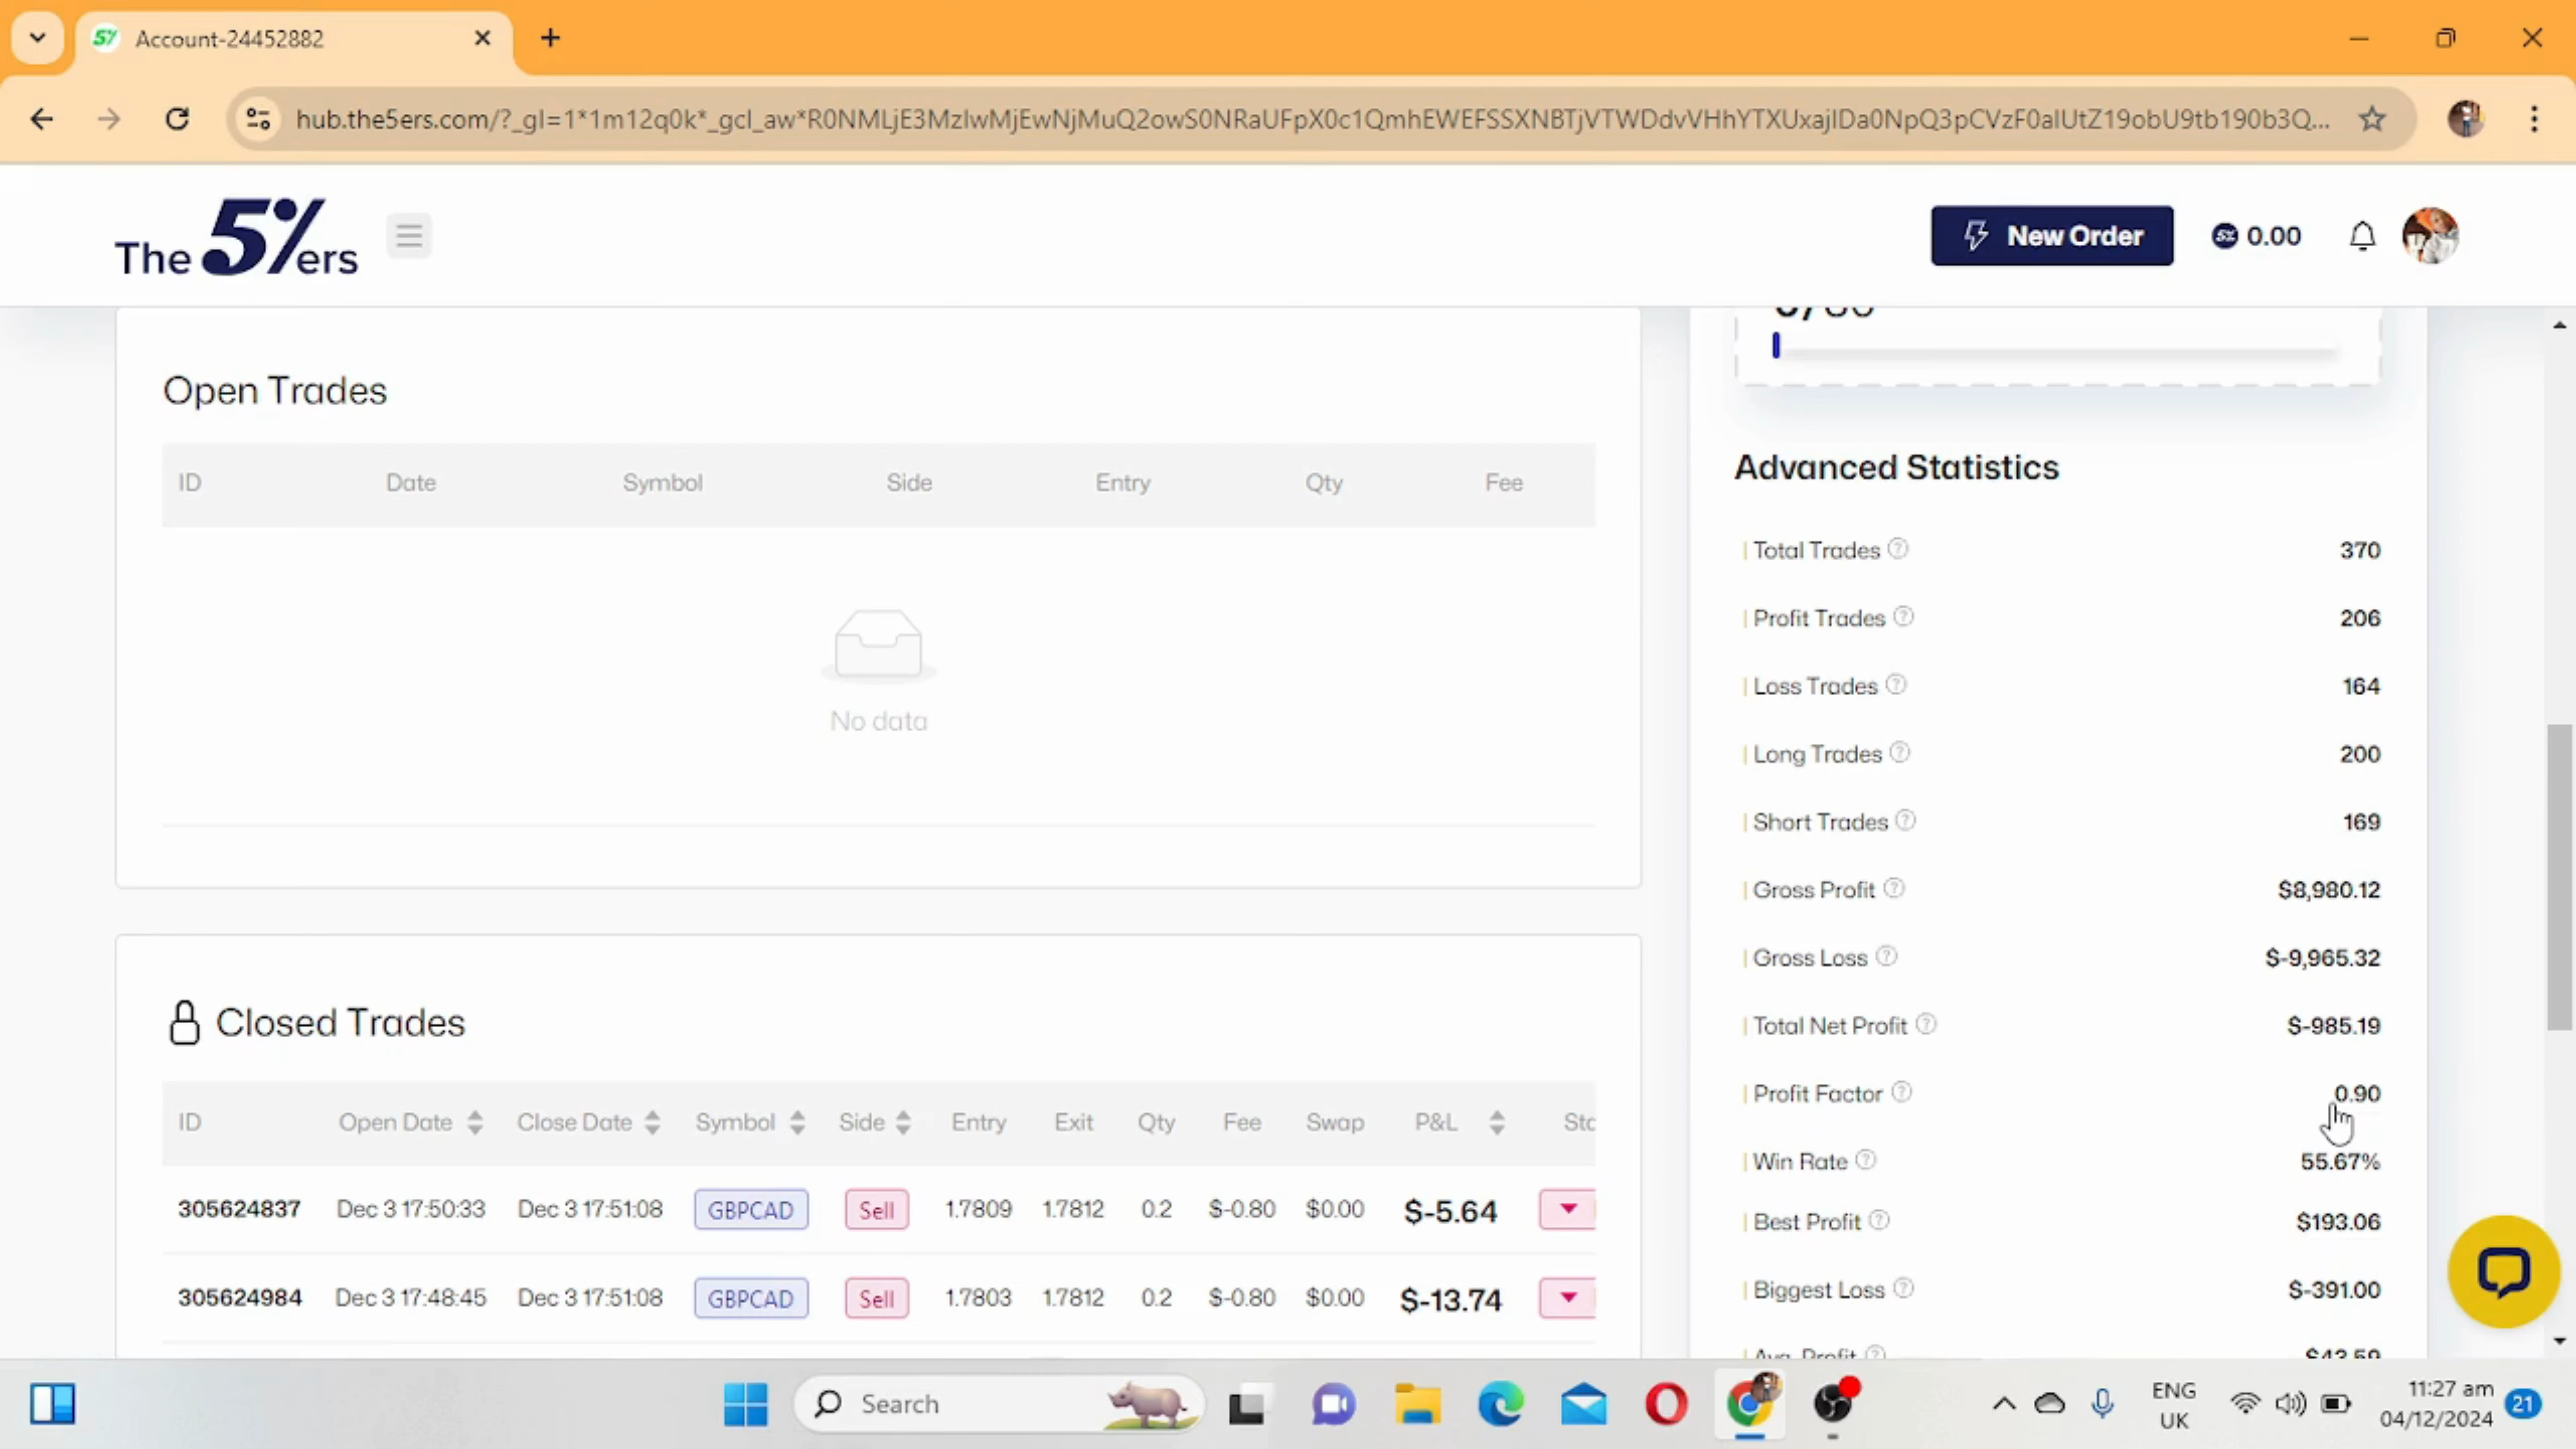 Account-24452882
hub.the5ers.com/?_gl=1*1m12q0k*_gcl_aw*R0NMLjE3MzIwMjEwNjMuQ2owS0NRaUFpX0c1QmhEWEFSSXNBTjVTWDdvVHhYTXUxajlDa0NpQ3pCVzF0alUtZ19obU9tb190b3Q...
The 5%ers
New Order
0.00
Open Trades
ID Date Symbol Side Entry Qty Fee
No data
Closed Trades
ID Open Date Close Date Symbol Side Entry Exit Qty Fee Swap P&L
305624837 Dec 3 17:50:33 Dec 3 17:51:08 GBPCAD Sell 1.7809 1.7812 0.2 $-0.80 $0.00 $-5.64
305624984 Dec 3 17:48:45 Dec 3 17:51:08 GBPCAD Sell 1.7803 1.7812 0.2 $-0.80 $0.00 $-13.74
Advanced Statistics
Total Trades 370
Profit Trades 206
Loss Trades 164
Long Trades 200
Short Trades 169
Gross Profit $8,980.12
Gross Loss $-9,965.32
Total Net Profit $-985.19
Profit Factor 0.90
Win Rate 55.67%
Best Profit $193.06
Biggest Loss $-391.00
Avg. Profit $43.59
Search
ENG
UK
11:27 am
04/12/2024
21